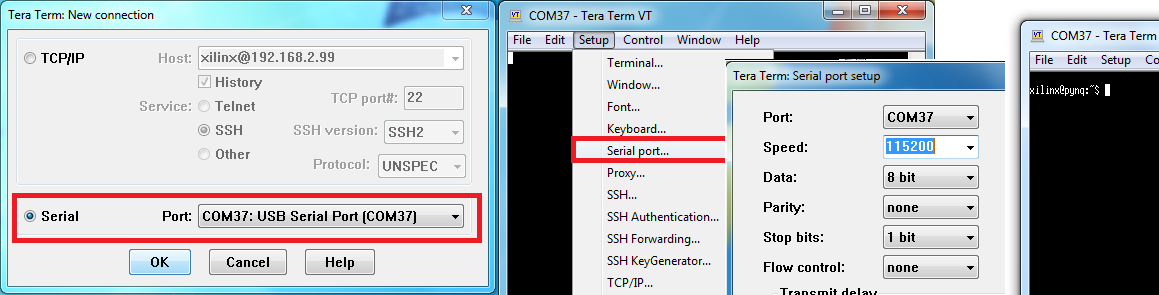 Tera Term: New connection
TCP/IP
Host: xilinx@192.168.2.99
History
Service: Telnet
TCP port#: 22
SSH
SSH version: SSH2
Other
Protocol: UNSPEC
Serial
Port: COM37: USB Serial Port (COM37)
OK Cancel Help
COM37 - Tera Term VT
File Edit Setup Control Window Help
Terminal...
Window...
Font...
Keyboard...
Serial port...
Proxy...
SSH...
SSH Authentication...
SSH Forwarding...
SSH KeyGenerator...
TCP/IP...
Tera Term: Serial port setup
Port: COM37
Speed: 115200
Data: 8 bit
Parity: none
Stop bits: 1 bit
Flow control: none
Transmit delay
COM37 - Tera Term
File Edit Setup Co
xilinx@pynq:~$